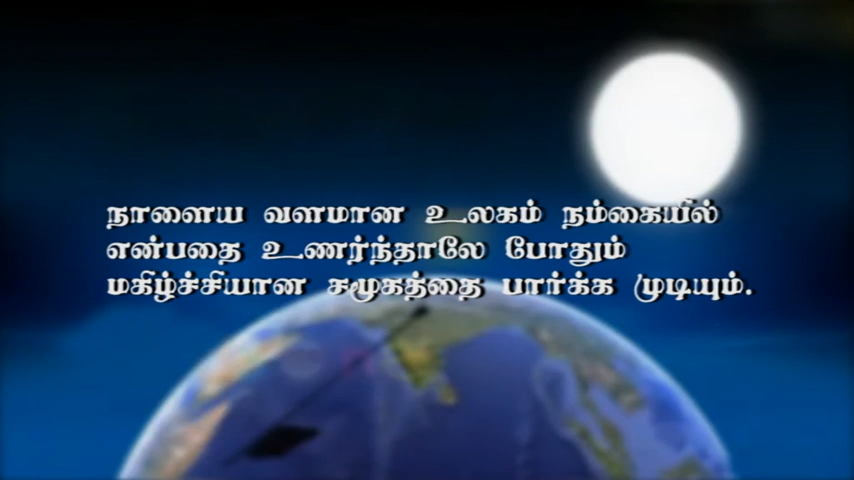 நாளைய வளமான உலகம் நம்கையில்
என்பதை உணர்ந்தாலே போதும்
மகிழ்ச்சியான சமூகத்தை பார்க்க முடியும்.